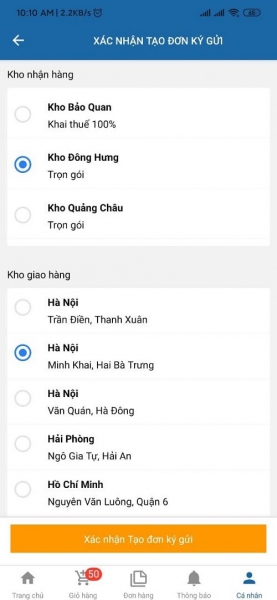 10:10 AM | 2.2KB/s
XÁC NHẬN TẠO ĐƠN KÝ GỬI
Kho nhận hàng
Kho Bảo Quan
Khai thuế 100%
Kho Đông Hưng
Trọn gói
Kho Quảng Châu
Trọn gói
Kho giao hàng
Hà Nội
Trần Điền, Thanh Xuân
Hà Nội
Minh Khai, Hai Bà Trưng
Hà Nội
Văn Quán, Hà Đông
Hải Phòng
Ngô Gia Tự, Hải An
Hồ Chí Minh
Nguyễn Văn Luông, Quận 6
Xác nhận Tạo đơn ký gửi
50
Trang chủ Giỏ hàng Đơn hàng Thông báo Cá nhân